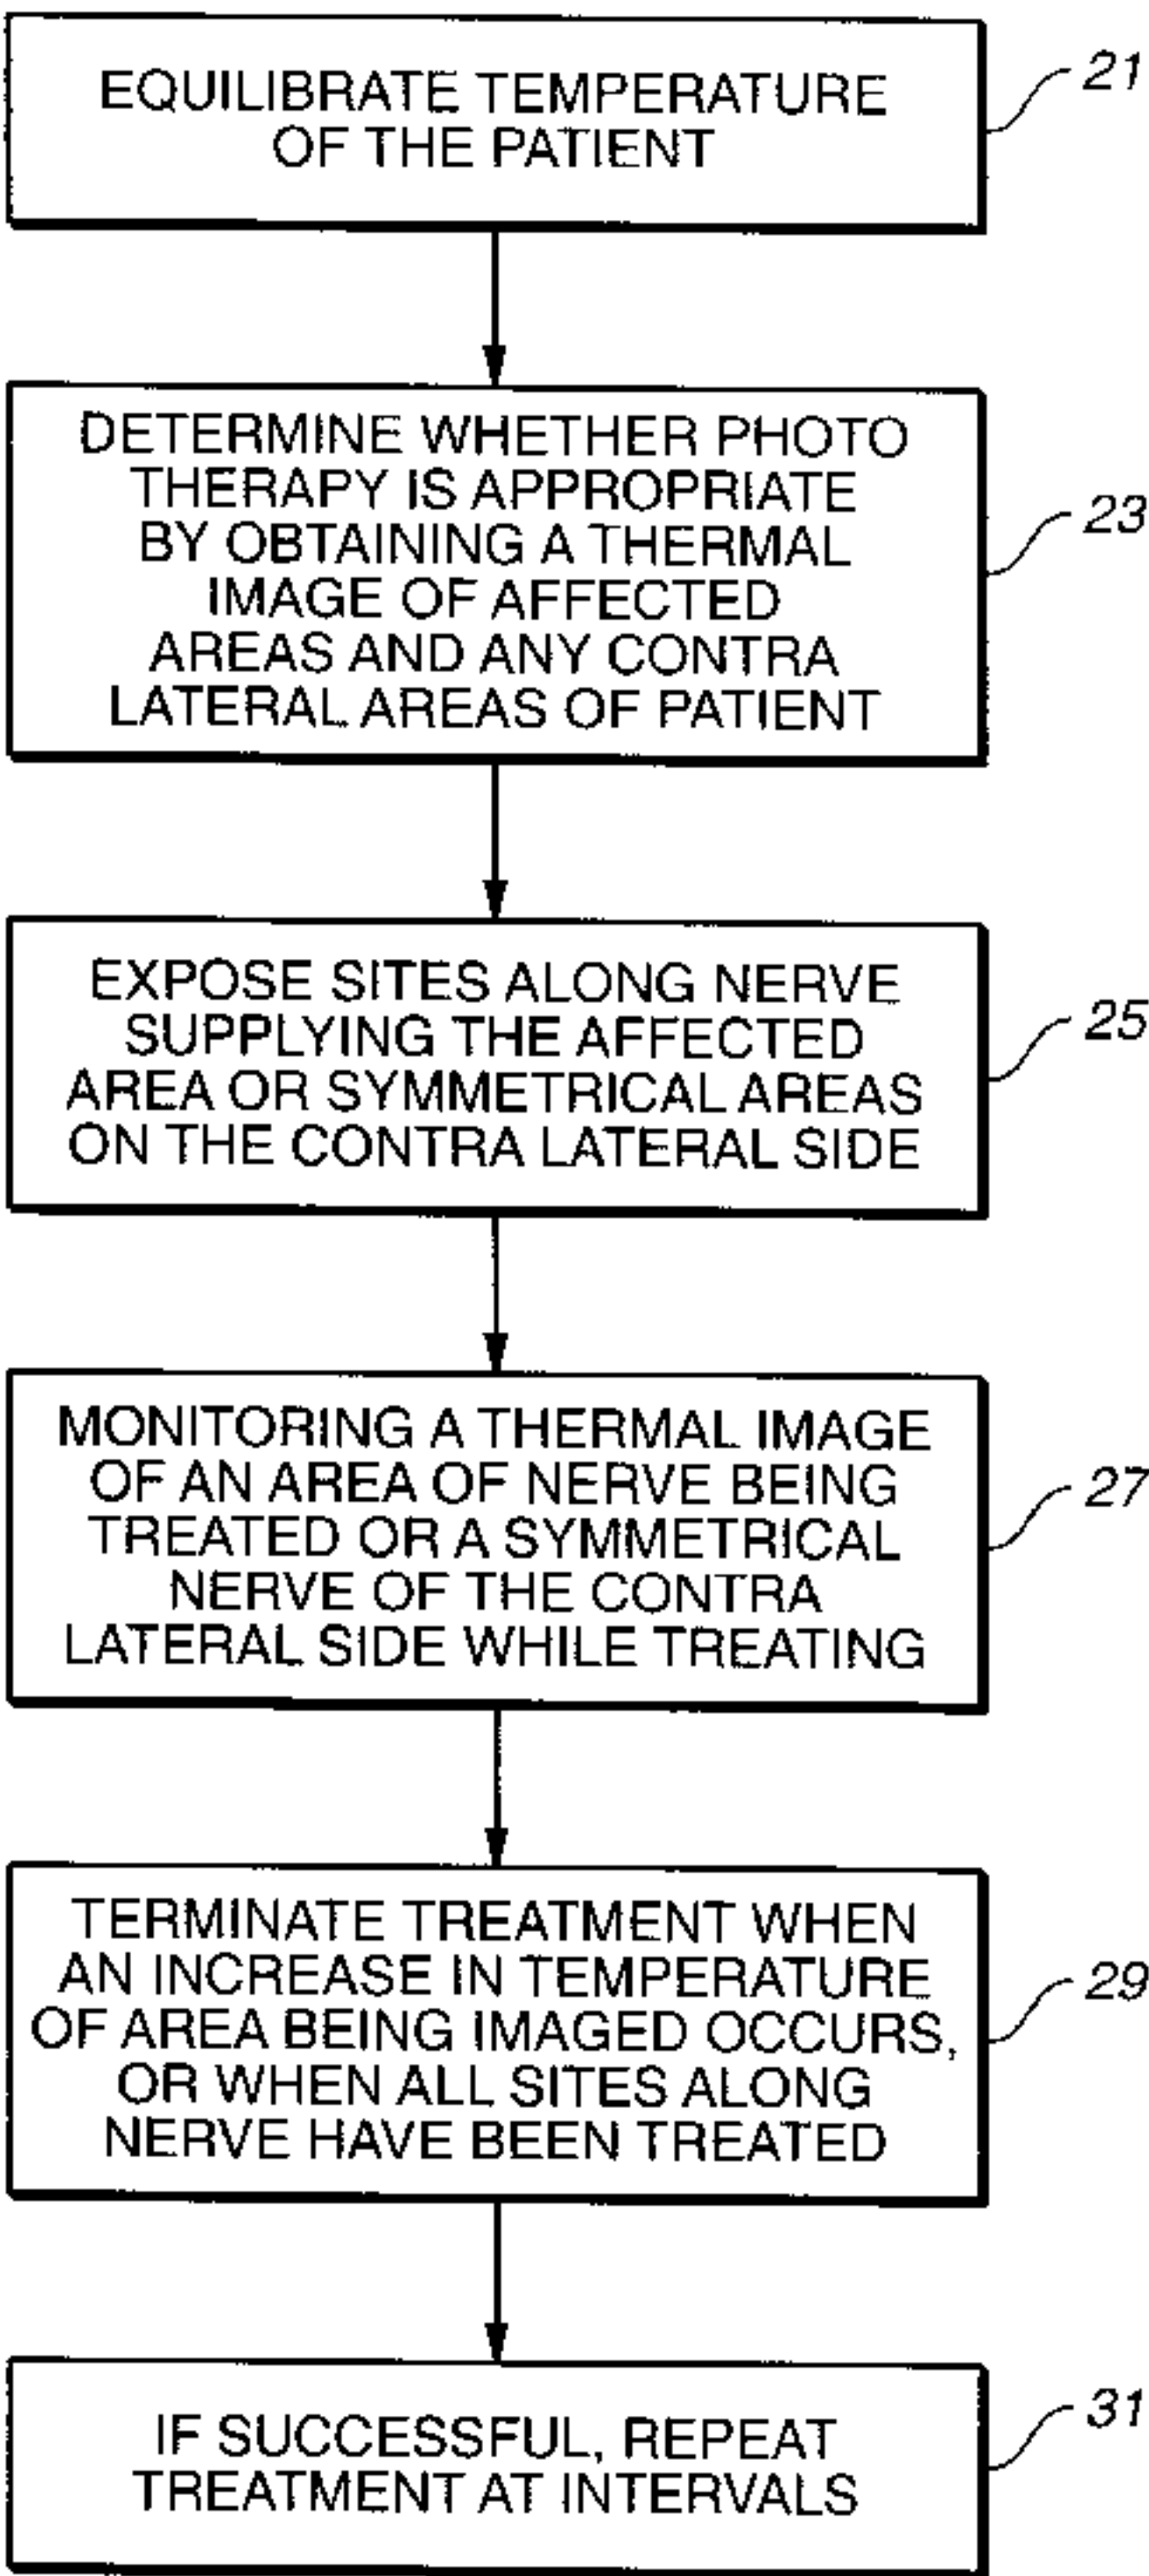 EQUILIBRATE TEMPERATURE
OF THE PATIENT
21
DETERMINE WHETHER PHOTO
THERAPY IS APPROPRIATE
BY OBTAINING A THERMAL
IMAGE OF AFFECTED
AREAS AND ANY CONTRA
LATERAL AREAS OF PATIENT
23
EXPOSE SITES ALONG NERVE
SUPPLYING THE AFFECTED
AREA OR SYMMETRICAL AREAS
ON THE CONTRA LATERAL SIDE
25
MONITORING A THERMAL IMAGE
OF AN AREA OF NERVE BEING
TREATED OR A SYMMETRICAL
NERVE OF THE CONTRA
LATERAL SIDE WHILE TREATING
27
TERMINATE TREATMENT WHEN
AN INCREASE IN TEMPERATURE
OF AREA BEING IMAGED OCCURS,
OR WHEN ALL SITES ALONG
NERVE HAVE BEEN TREATED
29
IF SUCCESSFUL, REPEAT
TREATMENT AT INTERVALS
31